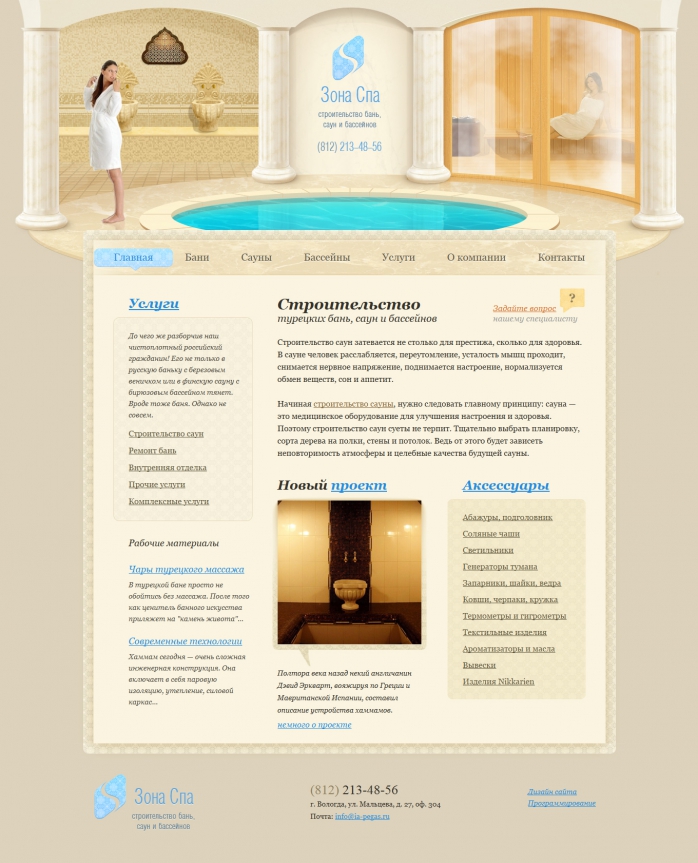 Зона Спа
строительство бань,
саун и бассейнов
(812) 213-48-56
Главная Бани Сауны Бассейны Услуги О компании Контакты
Услуги
До чего же разборчив наш
чистоплотный российский
гражданин! Его не только в
русскую баньку с березовым
веничком или в финскую сауну с
бирюзовым бассейном тянет.
Вроде тоже баня. Однако не
совсем.
Строительство саун
Ремонт бань
Внутренняя отделка
Прочие услуги
Комплексные услуги
Рабочие материалы
Чары турецкого массажа
В турецкой бане просто не
обойтись без массажа. После того
как ценитель банного искусства
приляжет на "камень живота"...
Современные технологии
Хаммам сегодня — очень сложная
инженерная конструкция. Она
включает в себя паровую
изоляцию, утепление, силовой
каркас...
Строительство
турецких бань, саун и бассейнов
Задайте вопрос
нашему специалисту
?
Строительство саун затевается не столько для престижа, сколько для здоровья.
В сауне человек расслабляется, переутомление, усталость мышц проходит,
снимается нервное напряжение, поднимается настроение, нормализуется
обмен веществ, сон и аппетит.
Начиная строительство сауны, нужно следовать главному принципу: сауна —
это медицинское оборудование для улучшения настроения и здоровья.
Поэтому строительство саун суеты не терпит. Тщательно выбрать планировку,
сорта дерева на полки, стены и потолок. Ведь от этого будет зависеть
неповторимость атмосферы и целебные качества будущей сауны.
Новый проект
Полтора века назад некий англичанин
Дэвид Эркварт, вояжируя по Греции и
Мавританской Испании, составил
описание устройства хаммамов.
немного о проекте
Аксессуары
Абажуры, подголовник
Соляные чаши
Светильники
Генераторы тумана
Запарники, шайки, ведра
Ковши, черпаки, кружка
Термометры и гигрометры
Текстильные изделия
Ароматизаторы и масла
Вывески
Изделия Nikkarien
Зона Спа
строительство бань,
саун и бассейнов
(812) 213-48-56
г. Вологда, ул. Мальцева, д. 27, оф. 304
Почта: info@ia-pegas.ru
Дизайн сайта
Программирование